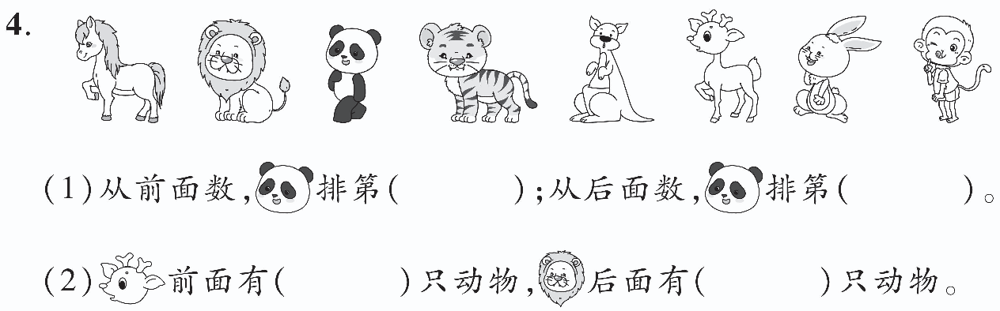 4.
(1)从前面数,排第( );从后面数,排第( )。
(2)前面有( )只动物,后面有( )只动物。